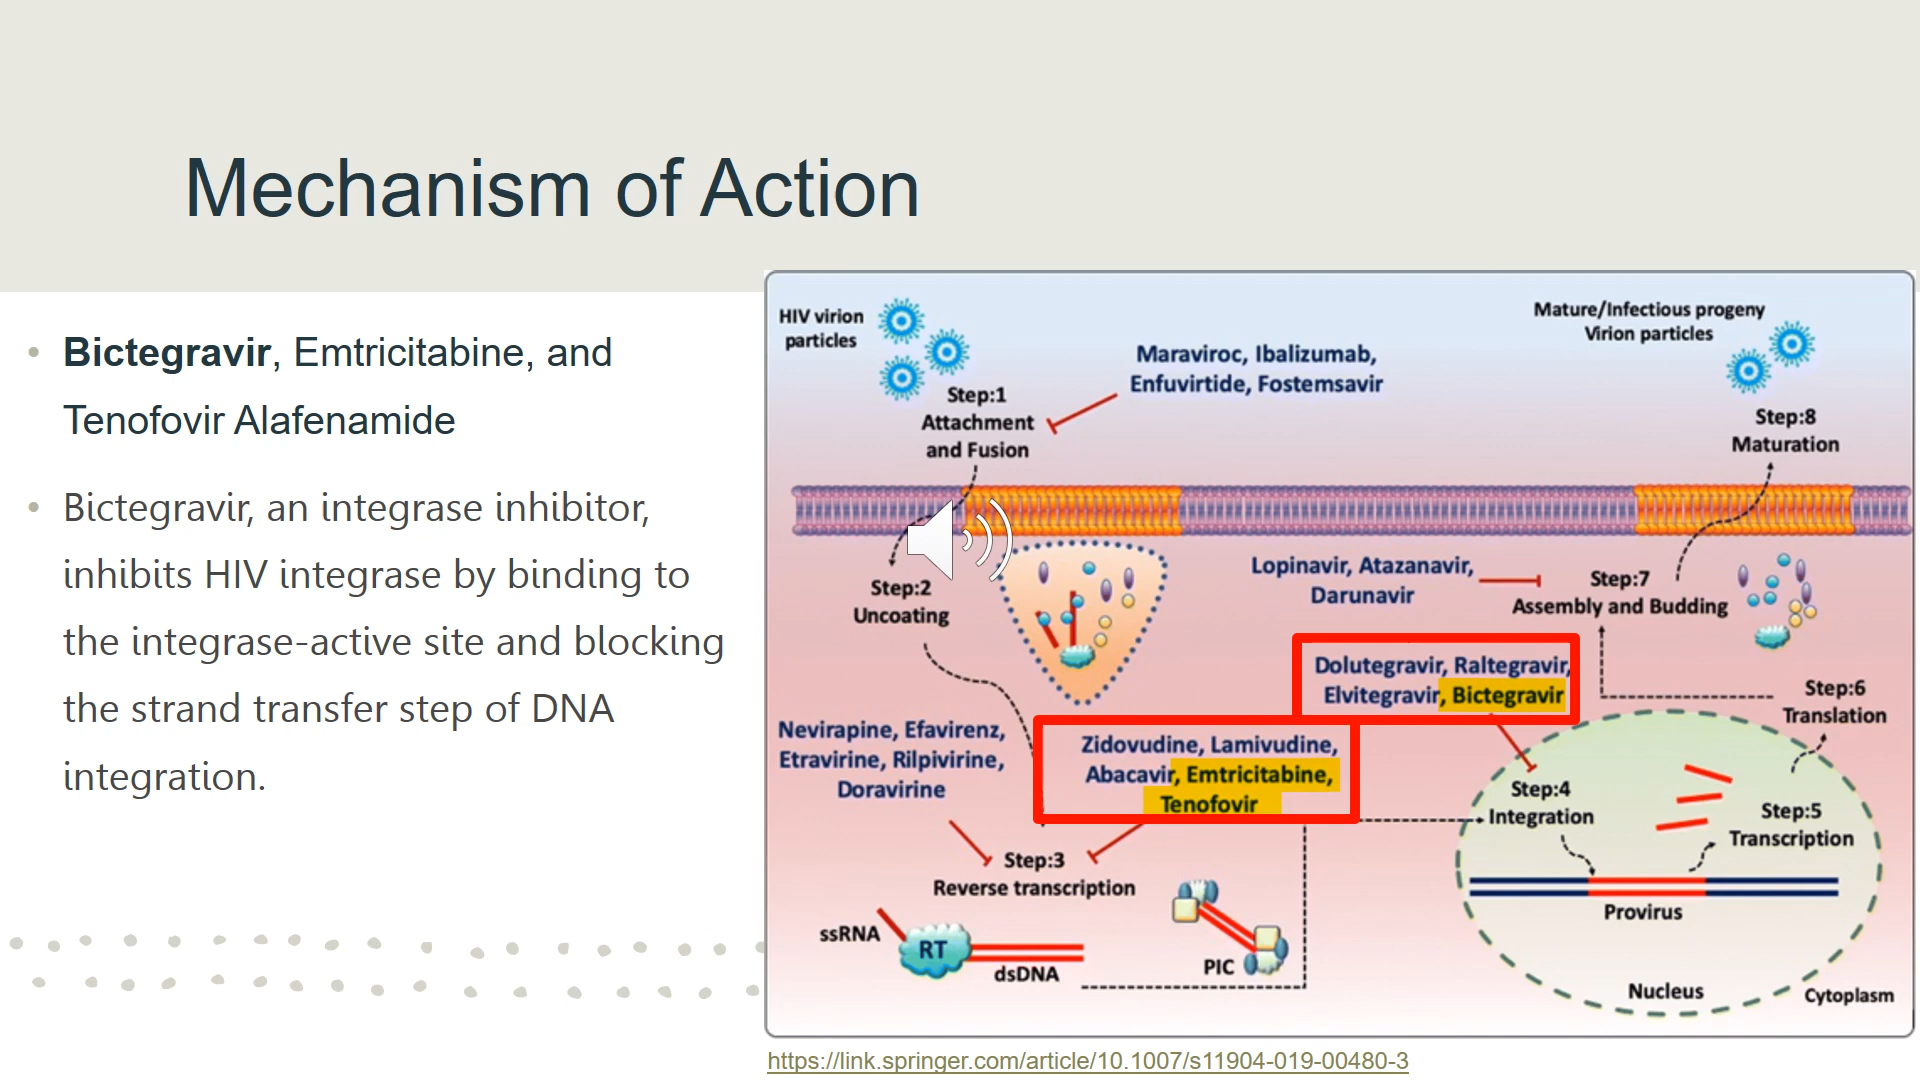 Mechanism of Action
• Bictegravir, Emtricitabine, and
Tenofovir Alafenamide
• Bictegravir, an integrase inhibitor,
inhibits HIV integrase by binding to
the integrase-active site and blocking
the strand transfer step of DNA
integration.
HIV virion
particles
Step:1
Attachment
and Fusion
Maraviroc, Ibalizumab,
Enfuvirtide, Fostemsavir
Mature/Infectious progeny
Virion particles
Step:8
Maturation
Step:2
Uncoating
Lopinavir, Atazanavir,
Darunavir
Step:7
Assembly and Budding
Dolutegravir, Raltegravir,
Elvitegravir, Bictegravir
Step:6
Translation
Nevirapine, Efavirenz,
Etravirine, Rilpivirine,
Doravirine
Zidovudine, Lamivudine,
Abacavir, Emtricitabine,
Tenofovir
Step:4
Integration
Step:5
Transcription
Step:3
Reverse transcription
Provirus
ssRNA
RT
dsDNA
PIC
Nucleus
Cytoplasm
https://link.springer.com/article/10.1007/s11904-019-00480-3